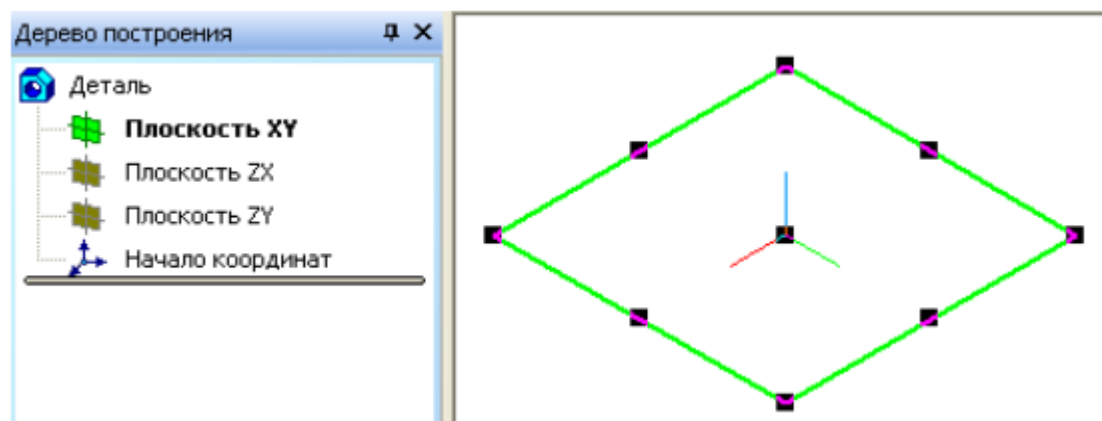 Дерево построения
Деталь
Плоскость XY
Плоскость ZX
Плоскость ZY
Начало координат